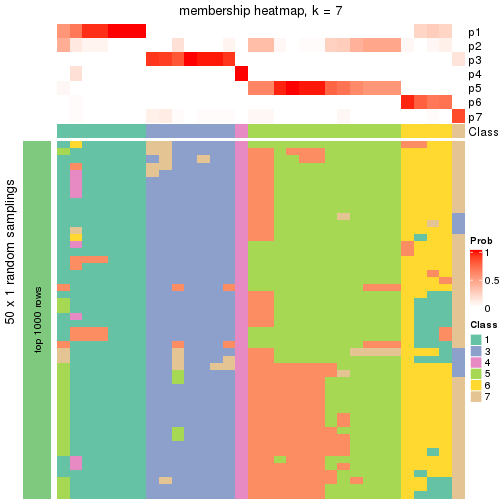 membership heatmap, k = 7
p1
p2
p3
p4
p5
p6
p7
Class
50 x 1 random samplings
top 1000 rows
Prob
1
0.5
0
Class
1
3
4
5
6
7